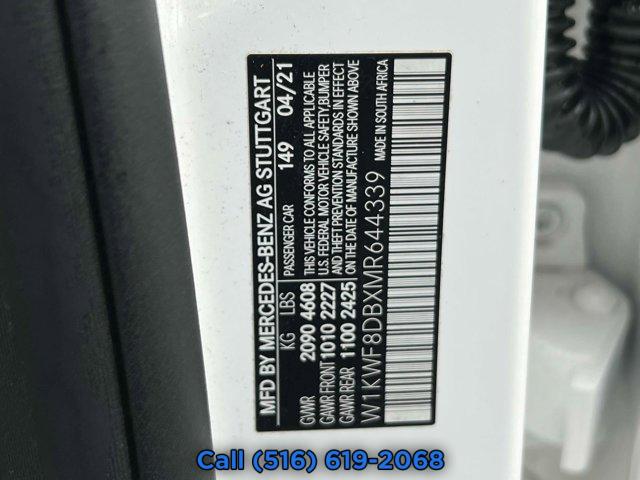 MFD BY MERCEDES-BENZ AG STUTTGART
KG LBS PASSENGER CAR 149 04/21
GVWR 2090 4608 THIS VEHICLE CONFORMS TO ALL APPLICABLE
U.S. FEDERAL MOTOR VEHICLE SAFETY, BUMPER
GAWR FRONT 1010 2227 AND THEFT PREVENTION STANDARDS IN EFFECT
GAWR REAR 1100 2425 ON THE DATE OF MANUFACTURE SHOWN ABOVE
W1KWF8DBXMR644339 MADE IN SOUTH AFRICA
Call (516) 619-2068